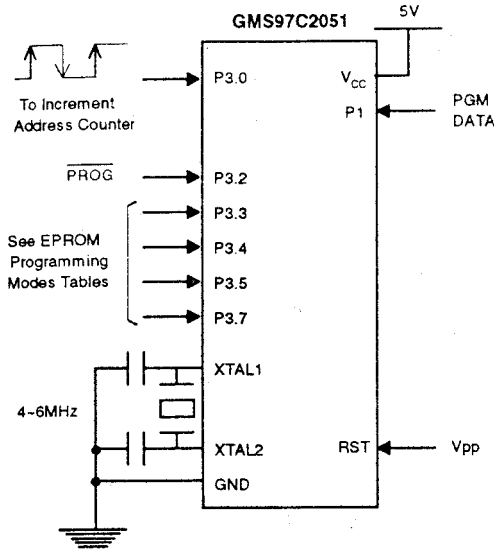 GMS97C2051
5V
P3.0
VCC
To Increment
Address Counter
P1
PGM
DATA
PROG
P3.2
P3.3
See EPROM
Programming
Modes Tables
P3.4
P3.5
P3.7
XTAL1
4~6MHz
XTAL2
RST
Vpp
GND